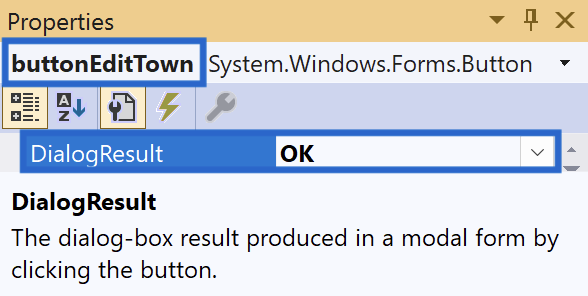 Properties
buttonEditTown System.Windows.Forms.Button
A
Z
DialogResult OK
DialogResult
The dialog-box result produced in a modal form by
clicking the button.